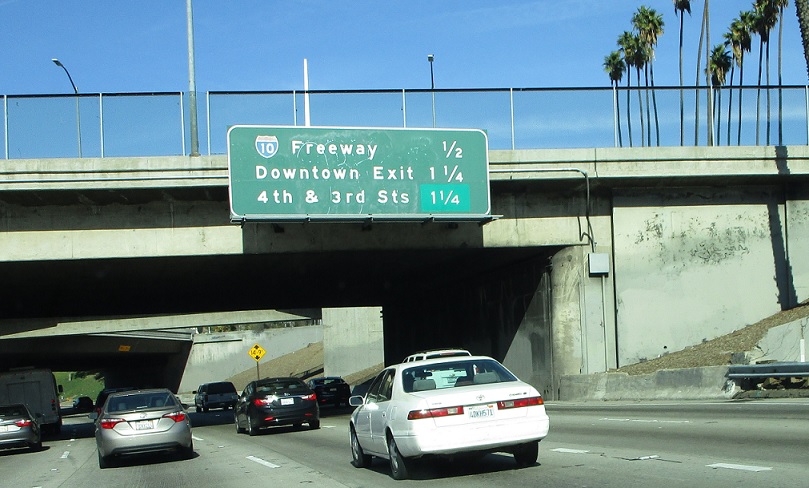 10 Freeway 1/2
Downtown Exit 1 1/4
4th & 3rd Sts 1 1/4